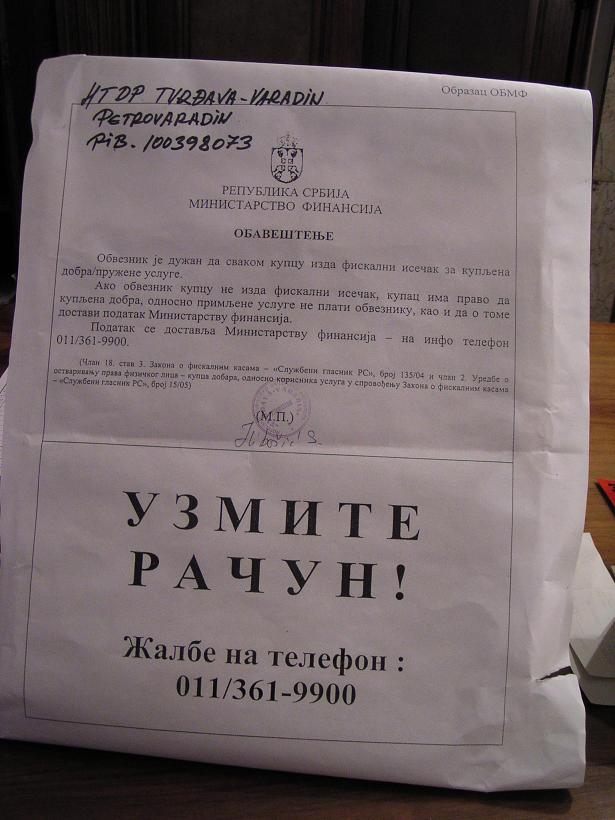 Образац ОБМФ
HTDP TVRĐAVA-VARADIN
PETROVARADIN
PiB. 100398073
РЕПУБЛИКА СРБИЈА
МИНИСТАРСТВО ФИНАНСИЈА
ОБАВЕШТЕЊЕ
Обвезник је дужан да сваком купцу изда фискални исечак за купљена
добра/пружене услуге.
Ако обвезник купцу не изда фискални исечак, купац има право да
купљена добра, односно примљене услуге не плати обвезнику, као и да о томе
достави податак Министарству финансија.
Податак се доставља Министарству финансија – на инфо телефон
011/361-9900.
(Члан 18. став 3. Закона о фискалним касама – «Службени гласник РС», број 135/04 и члан 2. Уредбе о
остваривању права физичког лица – купца добара, односно корисника услуга у спровођењу Закона о фискалним касама
– «Службени гласник РС», број 15/05)
(М.П.)
УЗМИТЕ
РАЧУН!
Жалбе на телефон :
011/361-9900